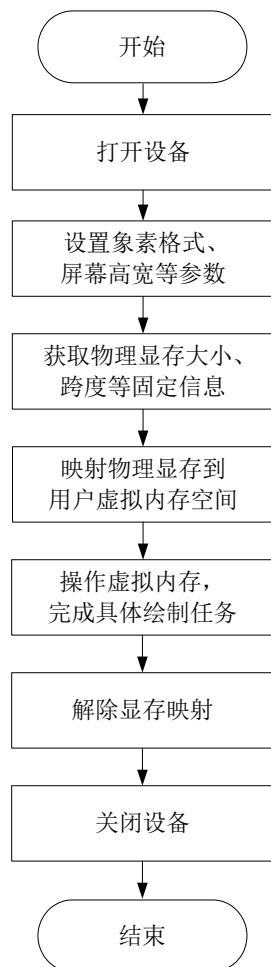 开始
打开设备
设置象素格式、
屏幕高宽等参数
获取物理显存大小、
跨度等固定信息
映射物理显存到
用户虚拟内存空间
操作虚拟内存，
完成具体绘制任务
解除显存映射
关闭设备
结束